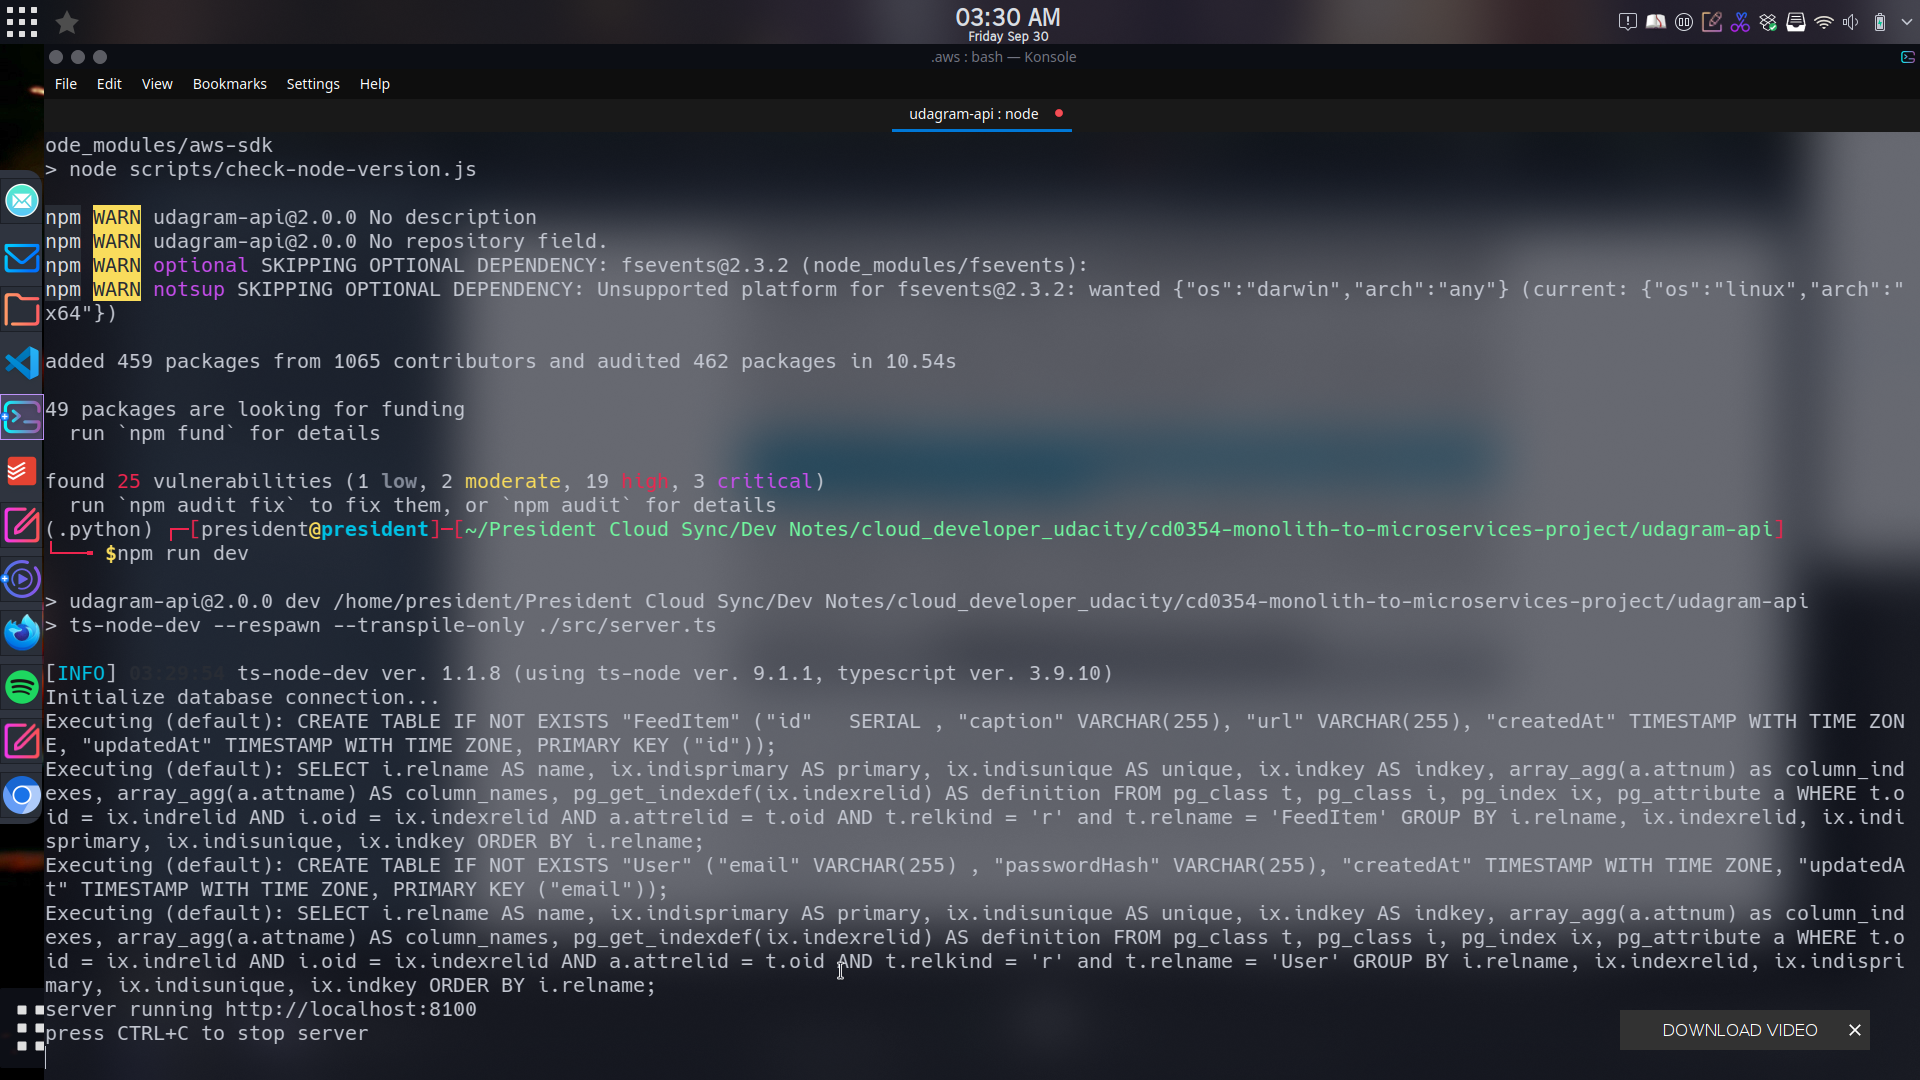 03:30 AM
Friday Sep 30
.aws : bash — Konsole
File Edit View Bookmarks Settings Help
udagram-api : node
ode_modules/aws-sdk
> node scripts/check-node-version.js
npm WARN udagram-api@2.0.0 No description
npm WARN udagram-api@2.0.0 No repository field.
npm WARN optional SKIPPING OPTIONAL DEPENDENCY: fsevents@2.3.2 (node_modules/fsevents):
npm WARN notsup SKIPPING OPTIONAL DEPENDENCY: Unsupported platform for fsevents@2.3.2: wanted {"os":"darwin","arch":"any"} (current: {"os":"linux","arch":"
x64"})
added 459 packages from 1065 contributors and audited 462 packages in 10.54s
49 packages are looking for funding
run `npm fund` for details
found 25 vulnerabilities (1 low, 2 moderate, 19 high, 3 critical)
run `npm audit fix` to fix them, or `npm audit` for details
(.python) ┌─[president@president]─[~/President Cloud Sync/Dev Notes/cloud_developer_udacity/cd0354-monolith-to-microservices-project/udagram-api]
└──╼ $npm run dev
> udagram-api@2.0.0 dev /home/president/President Cloud Sync/Dev Notes/cloud_developer_udacity/cd0354-monolith-to-microservices-project/udagram-api
> ts-node-dev --respawn --transpile-only ./src/server.ts
[INFO] 03:29:54 ts-node-dev ver. 1.1.8 (using ts-node ver. 9.1.1, typescript ver. 3.9.10)
Initialize database connection...
Executing (default): CREATE TABLE IF NOT EXISTS "FeedItem" ("id"   SERIAL , "caption" VARCHAR(255), "url" VARCHAR(255), "createdAt" TIMESTAMP WITH TIME ZON
E, "updatedAt" TIMESTAMP WITH TIME ZONE, PRIMARY KEY ("id"));
Executing (default): SELECT i.relname AS name, ix.indisprimary AS primary, ix.indisunique AS unique, ix.indkey AS indkey, array_agg(a.attnum) as column_ind
exes, array_agg(a.attname) AS column_names, pg_get_indexdef(ix.indexrelid) AS definition FROM pg_class t, pg_class i, pg_index ix, pg_attribute a WHERE t.o
id = ix.indrelid AND i.oid = ix.indexrelid AND a.attrelid = t.oid AND t.relkind = 'r' and t.relname = 'FeedItem' GROUP BY i.relname, ix.indexrelid, ix.indi
sprimary, ix.indisunique, ix.indkey ORDER BY i.relname;
Executing (default): CREATE TABLE IF NOT EXISTS "User" ("email" VARCHAR(255) , "passwordHash" VARCHAR(255), "createdAt" TIMESTAMP WITH TIME ZONE, "updatedA
t" TIMESTAMP WITH TIME ZONE, PRIMARY KEY ("email"));
Executing (default): SELECT i.relname AS name, ix.indisprimary AS primary, ix.indisunique AS unique, ix.indkey AS indkey, array_agg(a.attnum) as column_ind
exes, array_agg(a.attname) AS column_names, pg_get_indexdef(ix.indexrelid) AS definition FROM pg_class t, pg_class i, pg_index ix, pg_attribute a WHERE t.o
id = ix.indrelid AND i.oid = ix.indexrelid AND a.attrelid = t.oid AND t.relkind = 'r' and t.relname = 'User' GROUP BY i.relname, ix.indexrelid, ix.indispri
mary, ix.indisunique, ix.indkey ORDER BY i.relname;
server running http://localhost:8100
press CTRL+C to stop server
DOWNLOAD VIDEO